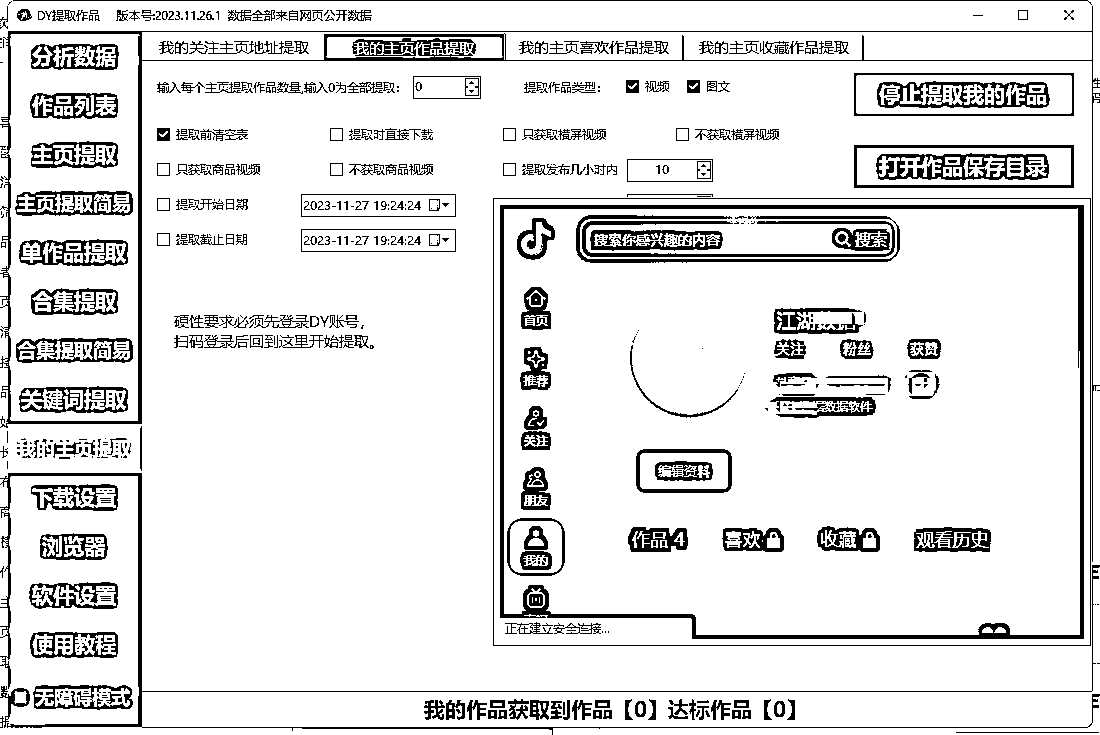 DY提取作品 版本号:2023.11.26.1 数据全部来自网页公开数据
分析数据
作品列表
主页提取
主页提取简易
单作品提取
合集提取
合集提取简易
关键词提取
我的主页提取
下载设置
浏览器
软件设置
使用教程
无障碍模式
我的关注主页地址提取 我的主页作品提取 我的主页喜欢作品提取 我的主页收藏作品提取
输入每个主页提取作品数量,输入0为全部提取: 0 提取作品类型: 视频 图文
停止提取我的作品
提取前清空表 提取时直接下载 只获取横屏视频 不获取横屏视频
只获取商品视频 不获取商品视频 提取发布几小时内 10
打开作品保存目录
提取开始日期 2023-11-27 19:24:24
提取截止日期 2023-11-27 19:24:24
硬性要求必须先登录DY账号,
扫码登录后回到这里开始提取。
搜索你感兴趣的内容 搜索
首页
推荐
关注
朋友
我的
江湖数据
关注 粉丝 获赞
数据软件
编辑资料
作品 4 喜欢 收藏 观看历史
正在建立安全连接...
我的作品获取到作品【0】达标作品【0】